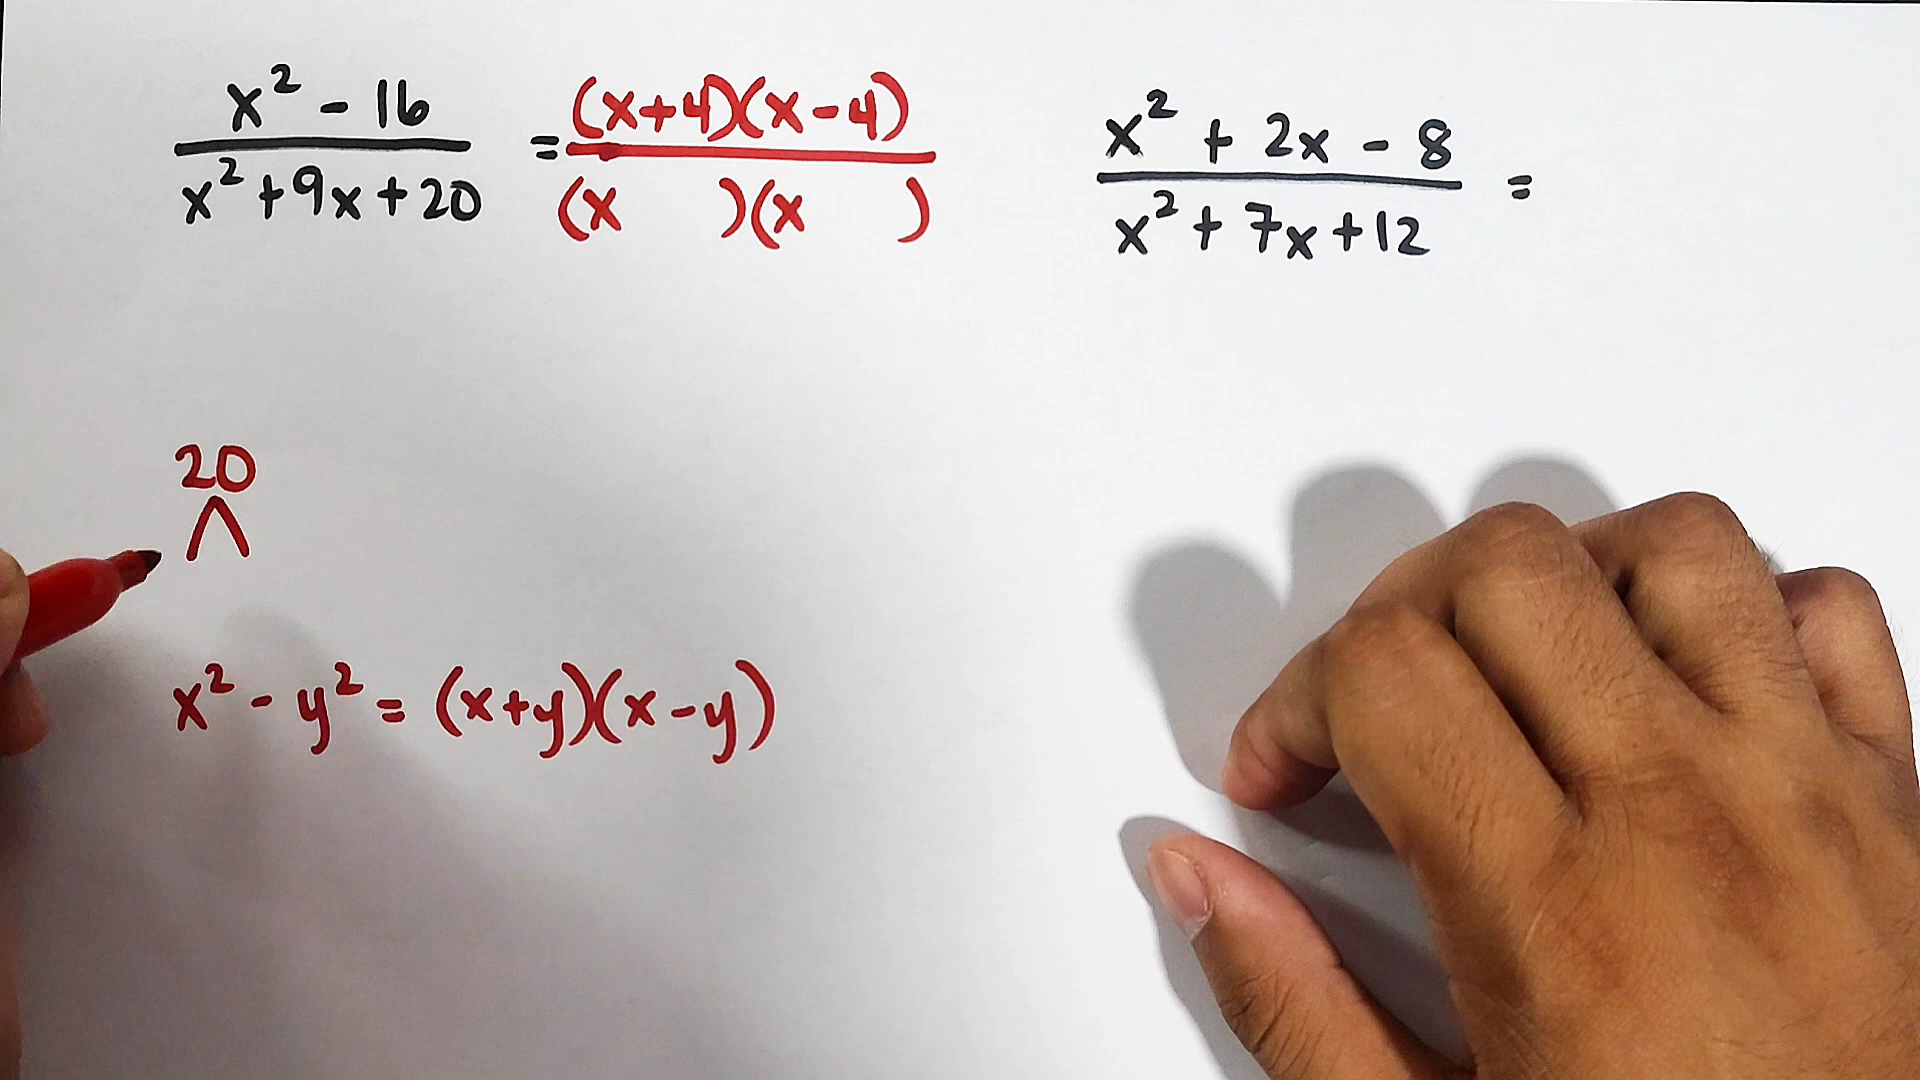 x² - 16 / x² + 9x + 20 = (x+4)(x-4) / (x )(x )
x² + 2x - 8 / x² + 7x + 12 =
20
x² - y² = (x+y)(x-y)